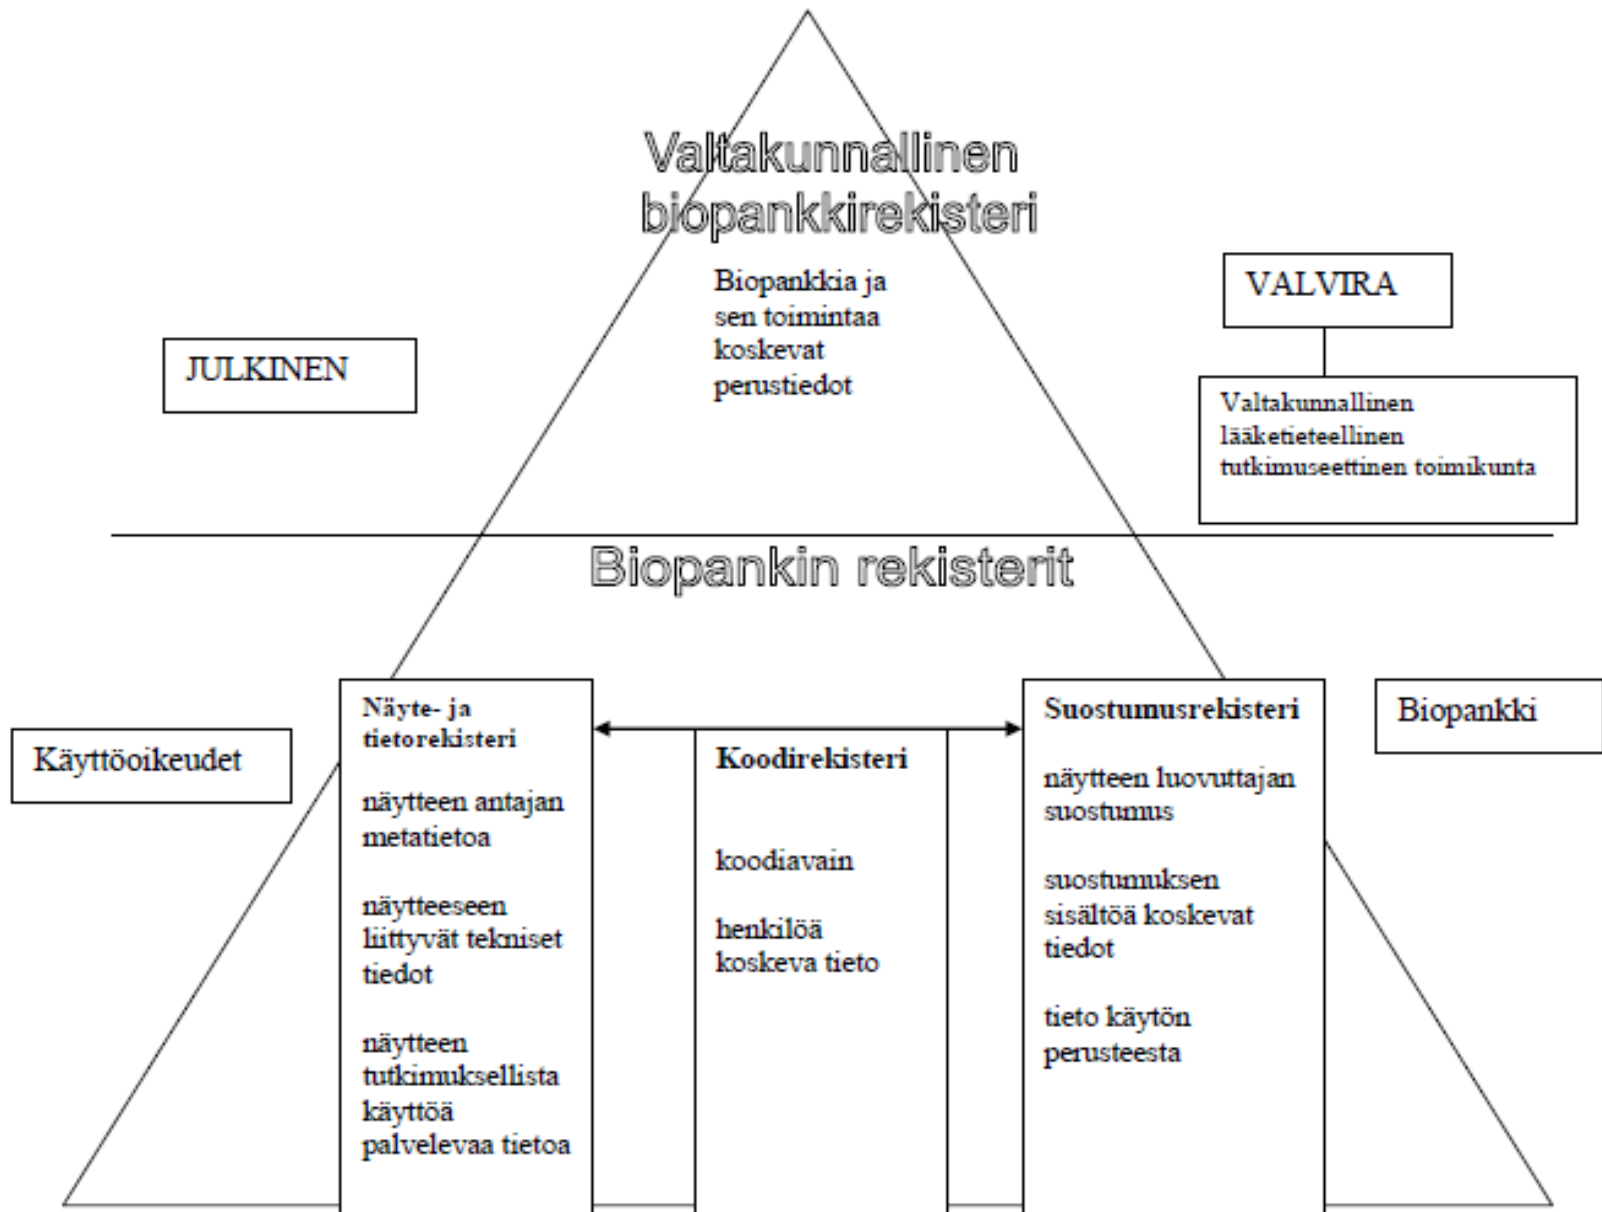 Valtakunnallinen
biopankkirekisteri
Biopankkia ja
sen toimintaa
koskevat
perustiedot
JULKINEN
VALVIRA
Valtakunnallinen
lääketieteellinen
tutkimuseettinen toimikunta
Biopankin rekisterit
Käyttöoikeudet
Näyte- ja
tietorekisteri
näytteen antajan
metatietoa
näytteeseen
liittyvät tekniset
tiedot
näytteen
tutkimuksellista
käyttöä
palvelevaa tietoa
Koodirekisteri
koodiavain
henkilöä
koskeva tieto
Suostumusrekisteri
näytteen luovuttajan
suostumus
suostumuksen
sisältöä koskevat
tiedot
tieto käytön
perusteesta
Biopankki